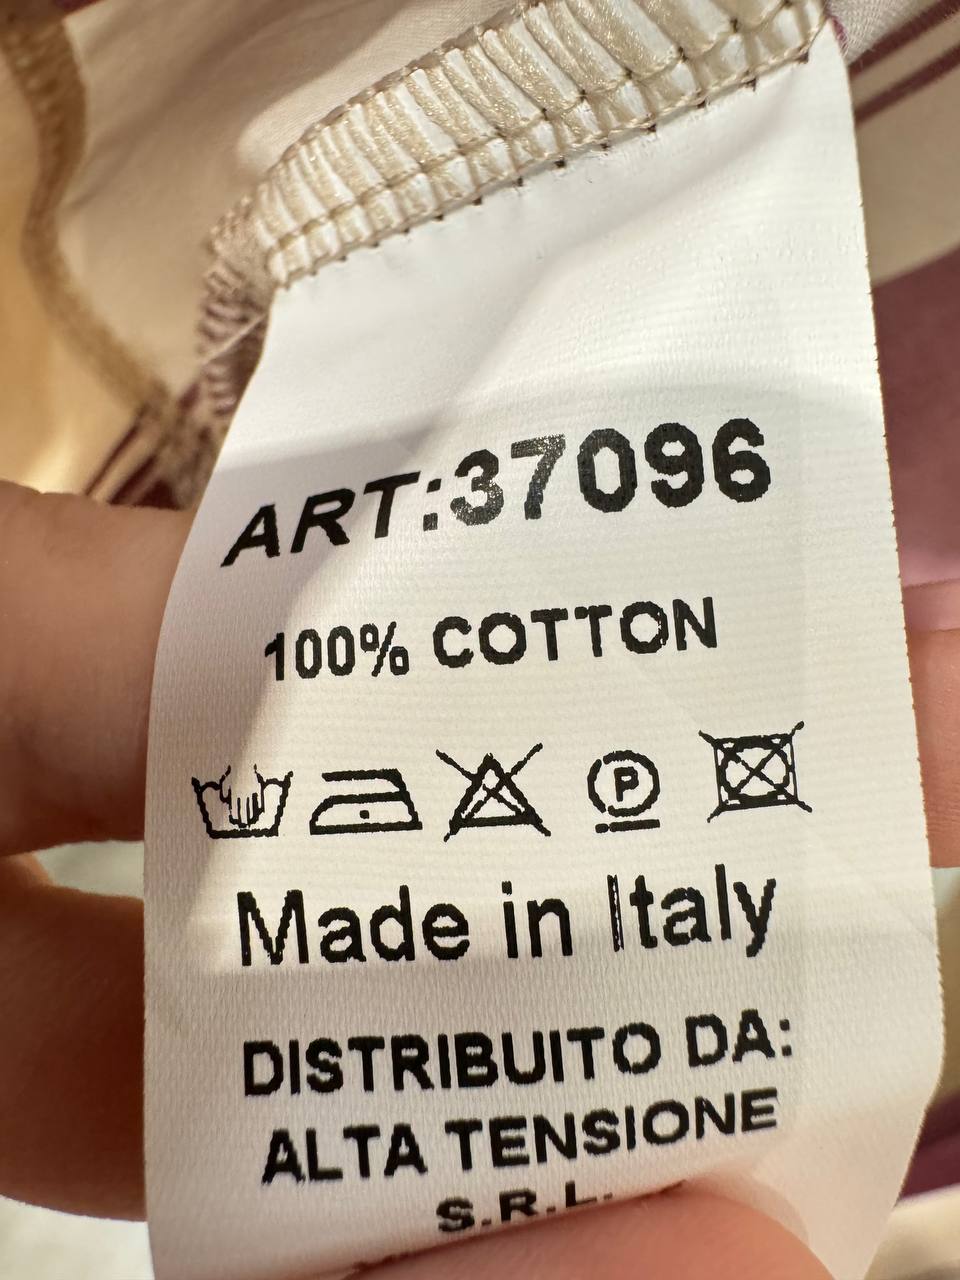 ART:37096
100% COTTON
P
Made in Italy
DISTRIBUITO DA:
ALTA TENSIONE
S.R.L.